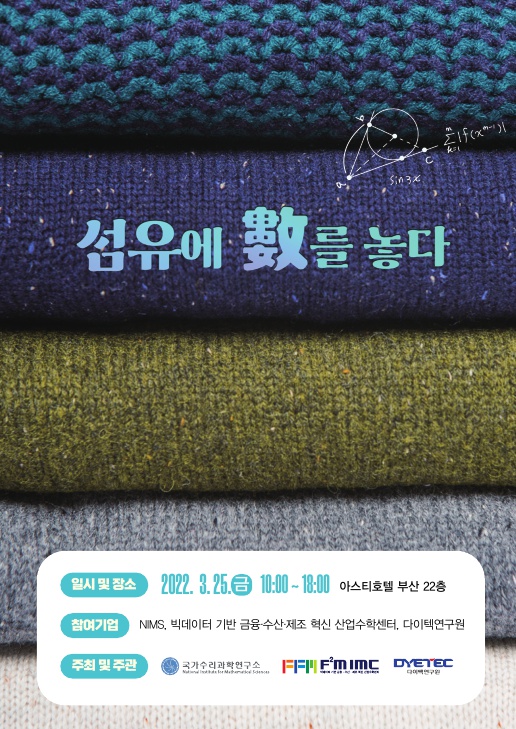 b
a
c
sin3x
m
Σ|f(x^{m-1})|
k=1
섬유에 數를 놓다
일시 및 장소 2022. 3. 25. 금 10:00 ~ 18:00 아스티호텔 부산 22층
참여기업 NIMS, 빅데이터 기반 금융·수산·제조 혁신 산업수학센터, 다이텍연구원
주최 및 주관 국가수리과학연구소 F²M IMC DYETEC
National Institute for Mathematical Sciences 다이텍연구원